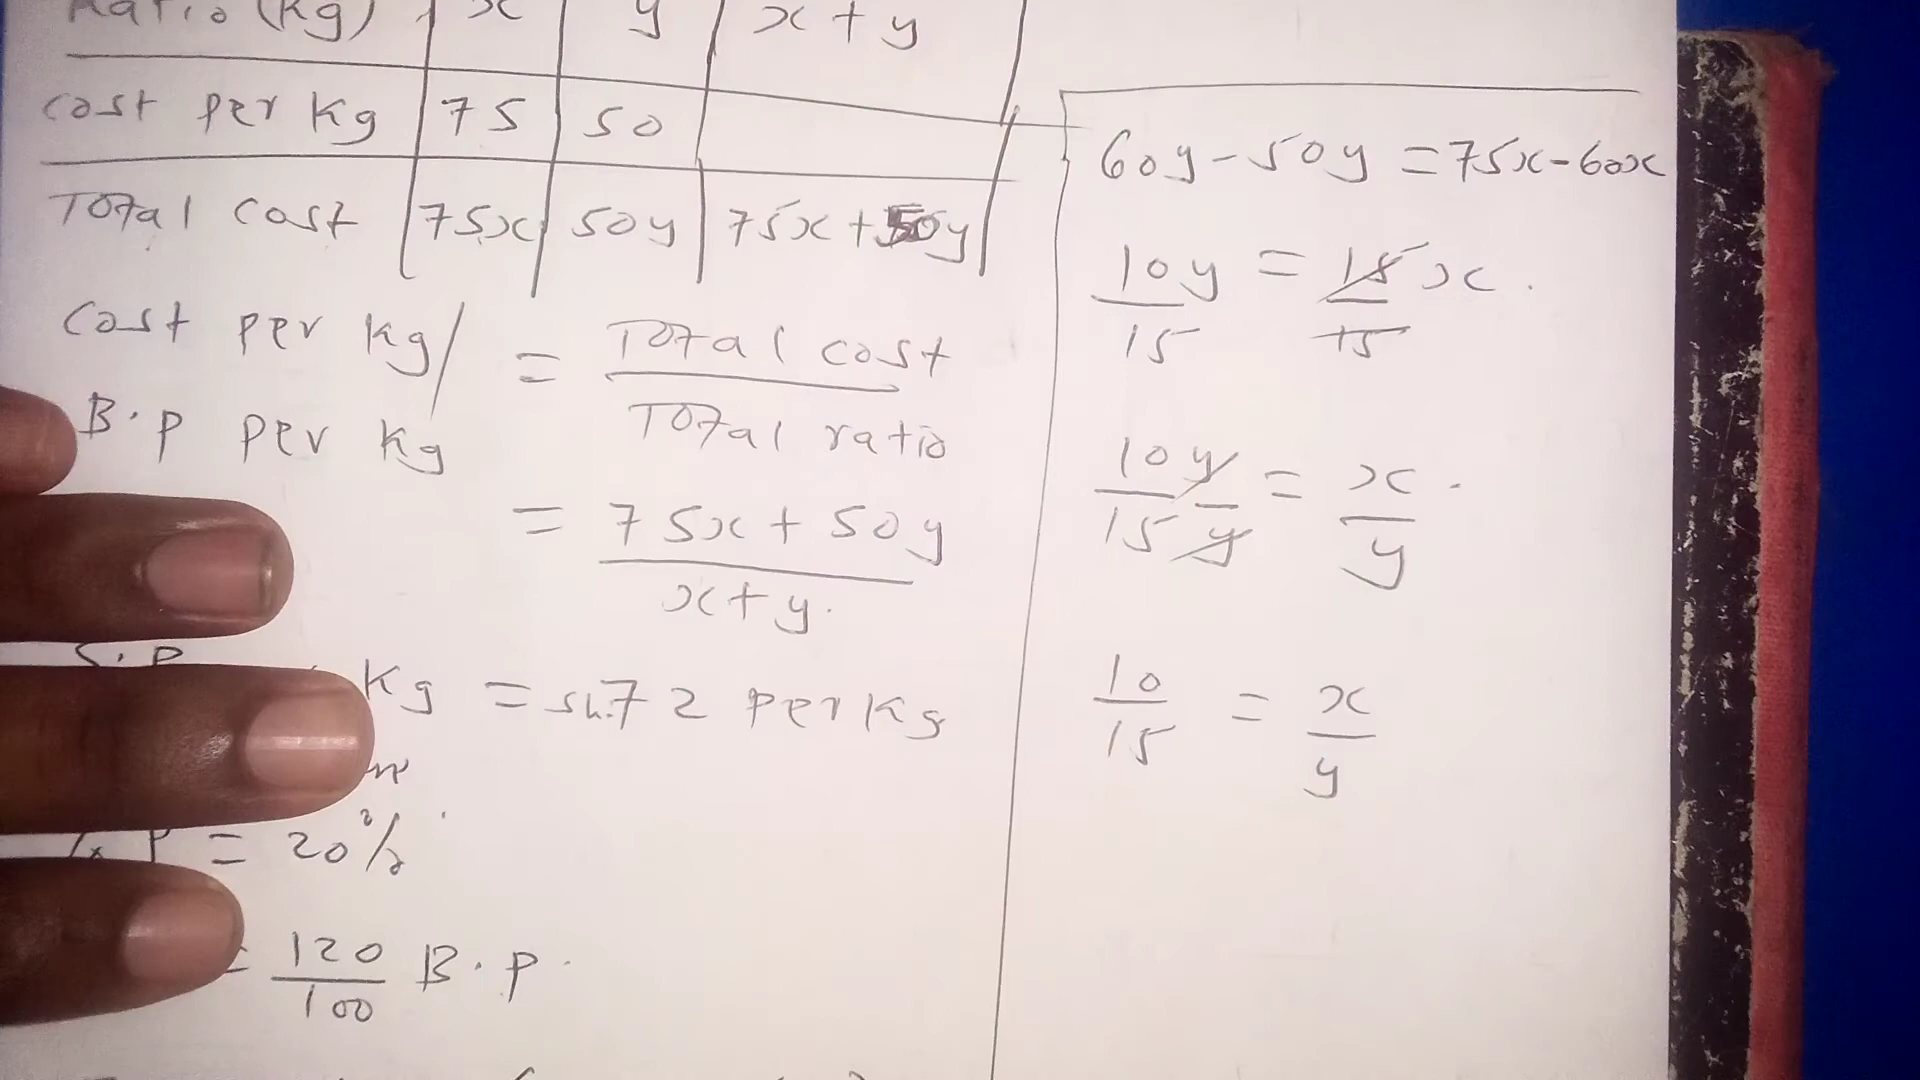 Ratio (Kg) x y x + y
Cost per Kg 75 50
Total cost 75x 50y 75x + 50y
Cost per kg/
B.p per kg
= Total cost / Total ratio
= 75x + 50y / x + y.
S.P Kg = sh.72 per Kg
P = 20%
= 120/100 B.P.
60y - 50y = 75x - 60x
10y/15 = 15x/15.
10y/15y = x/y.
10/15 = x/y